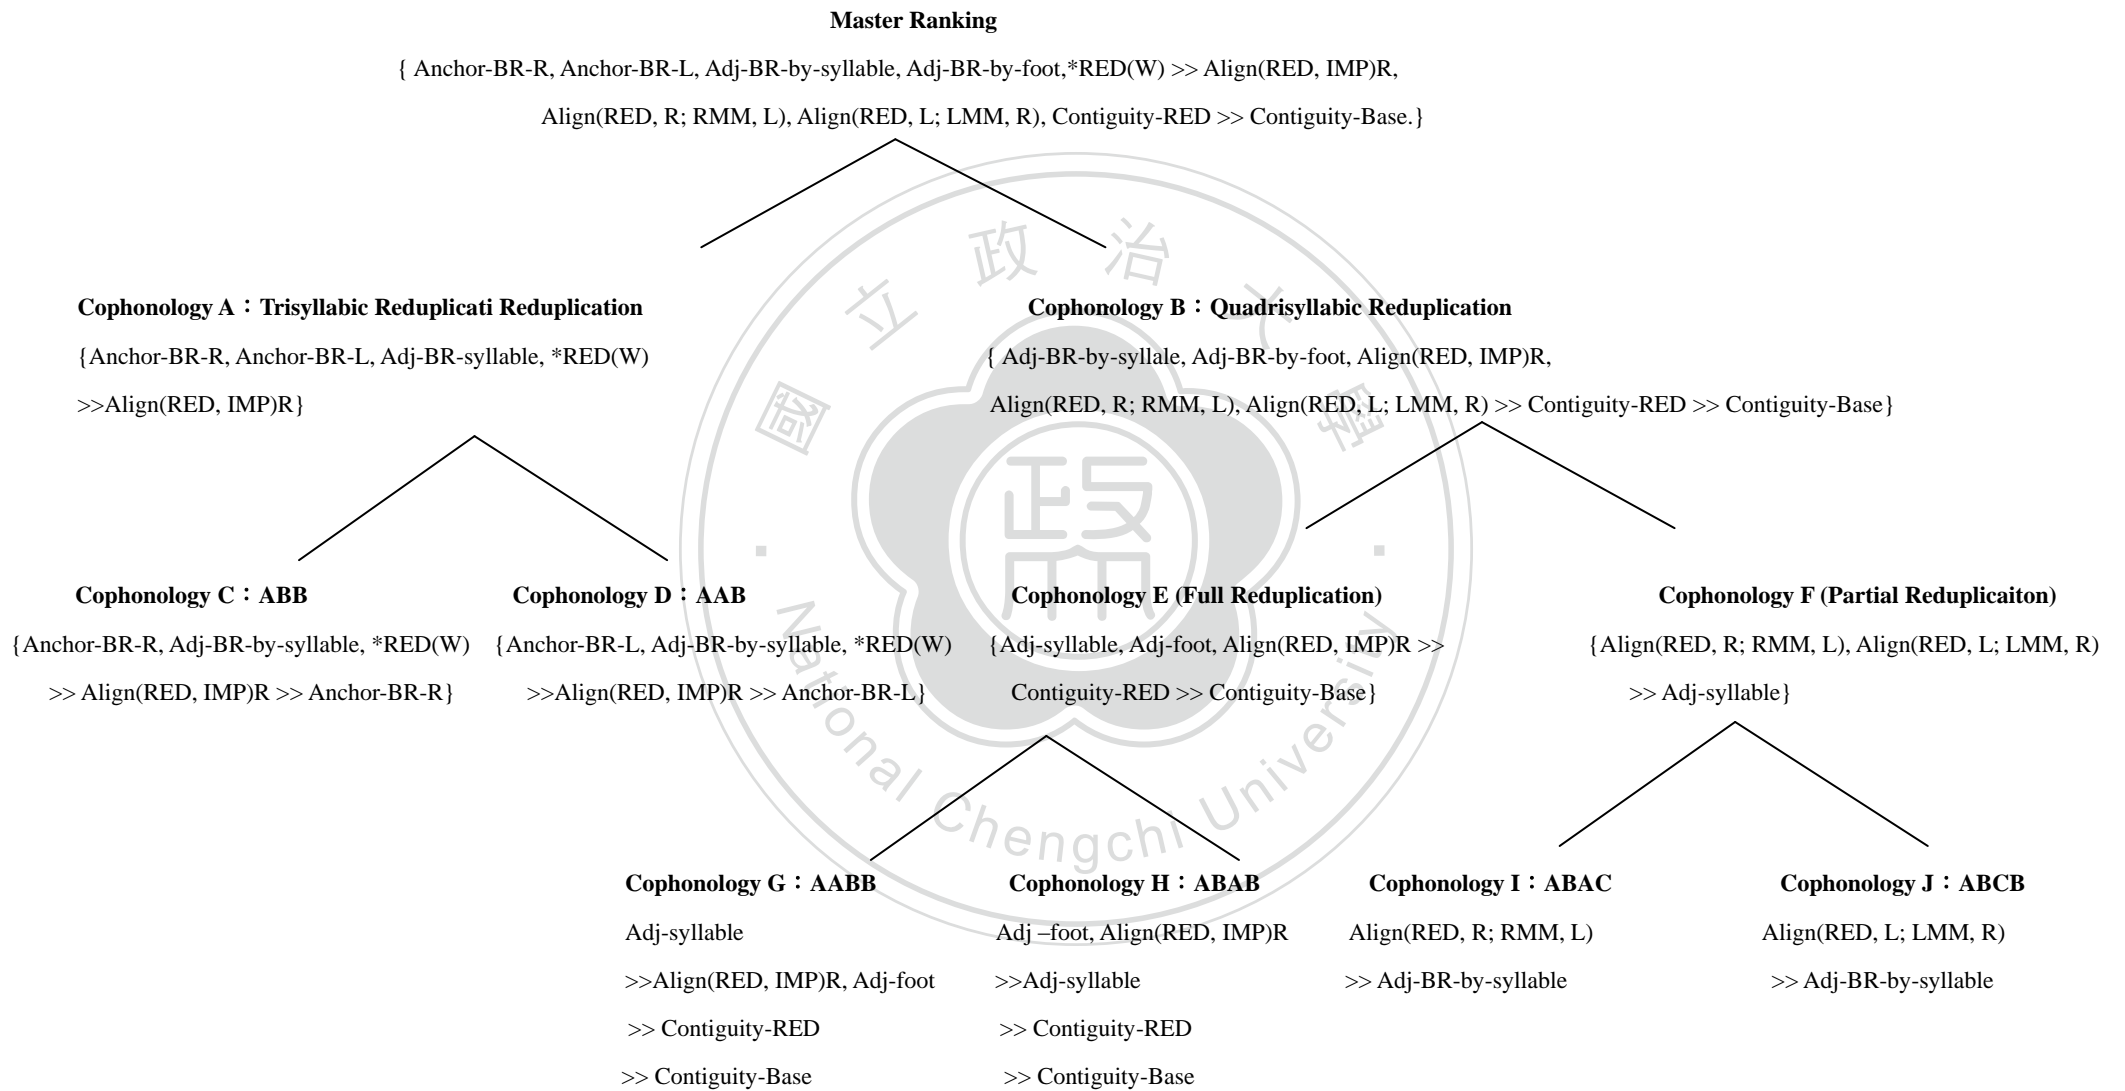 Master Ranking
{ Anchor-BR-R, Anchor-BR-L, Adj-BR-by-syllable, Adj-BR-by-foot,*RED(W) >> Align(RED, IMP)R,
Align(RED, R; RMM, L), Align(RED, L; LMM, R), Contiguity-RED >> Contiguity-Base.}
Cophonology A：Trisyllabic Reduplicati Reduplication
{Anchor-BR-R, Anchor-BR-L, Adj-BR-syllable, *RED(W)
>>Align(RED, IMP)R}
Cophonology B：Quadrisyllabic Reduplication
{ Adj-BR-by-syllale, Adj-BR-by-foot, Align(RED, IMP)R,
Align(RED, R; RMM, L), Align(RED, L; LMM, R) >> Contiguity-RED >> Contiguity-Base}
Cophonology C：ABB
{Anchor-BR-R, Adj-BR-by-syllable, *RED(W)
>> Align(RED, IMP)R >> Anchor-BR-R}
Cophonology D：AAB
{Anchor-BR-L, Adj-BR-by-syllable, *RED(W)
>>Align(RED, IMP)R >> Anchor-BR-L}
Cophonology E (Full Reduplication)
{Adj-syllable, Adj-foot, Align(RED, IMP)R >>
Contiguity-RED >> Contiguity-Base}
Cophonology F (Partial Reduplicaiton)
{Align(RED, R; RMM, L), Align(RED, L; LMM, R)
>> Adj-syllable}
Cophonology G：AABB
Adj-syllable
>>Align(RED, IMP)R, Adj-foot
>> Contiguity-RED
>> Contiguity-Base
Cophonology H：ABAB
Adj –foot, Align(RED, IMP)R
>>Adj-syllable
>> Contiguity-RED
>> Contiguity-Base
Cophonology I：ABAC
Align(RED, R; RMM, L)
>> Adj-BR-by-syllable
Cophonology J：ABCB
Align(RED, L; LMM, R)
>> Adj-BR-by-syllable
國立政治大學
政
National Chengchi University